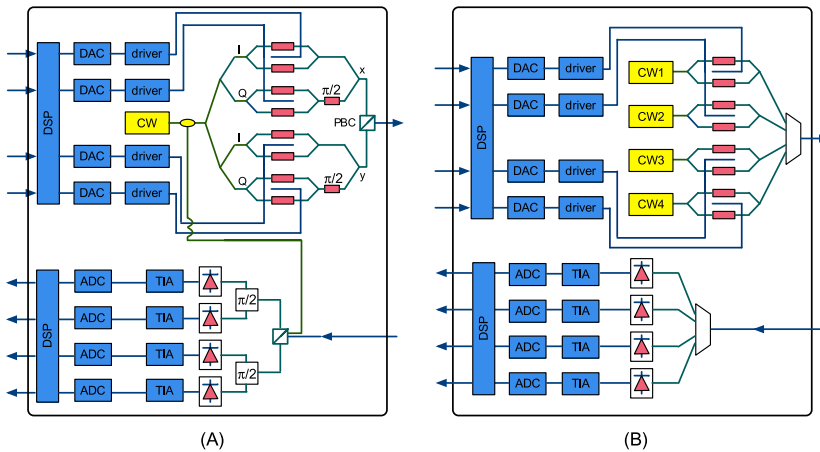 DAC driver
I
x
DAC driver
Q
π/2
DSP
CW
PBC
DAC driver
I
DAC driver
Q
π/2
y
ADC TIA
π/2
ADC TIA
DSP
ADC TIA
π/2
ADC TIA
(A)
DAC driver
CW1
DAC driver
CW2
DSP
CW3
DAC driver
CW4
DAC driver
ADC TIA
ADC TIA
DSP
ADC TIA
ADC TIA
(B)